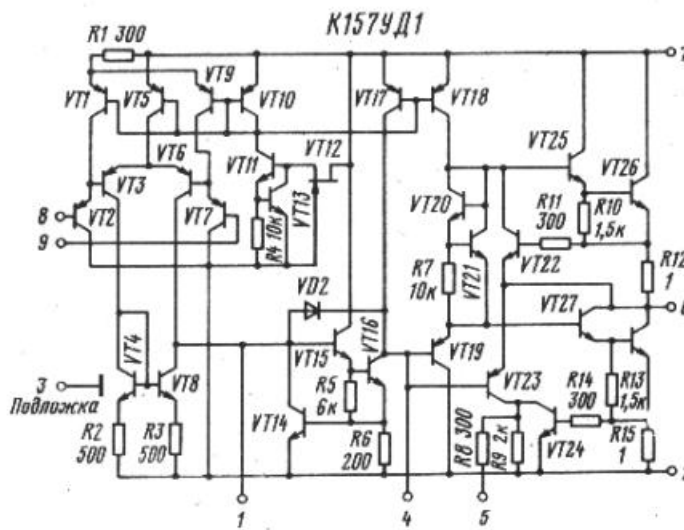 К157УД1
R1 300
7
VT1
VT5
VT9
VT10
VT17
VT18
VT12
VT25
VT26
VT6
VT11
VT3
VT13
VT20
R11
300
R10
1,5к
8
VT2
VT7
R4 10к
VT21
VT22
9
R7
10к
R12
1
VD2
VT27
6
VT4
VT15
VT16
VT19
3
Подложка
VT8
R5
6к
VT23
R14
300
R13
1,5к
R2
500
R3
500
VT14
R6
200
R8 300
R9 2к
VT24
R15
1
1
4
5